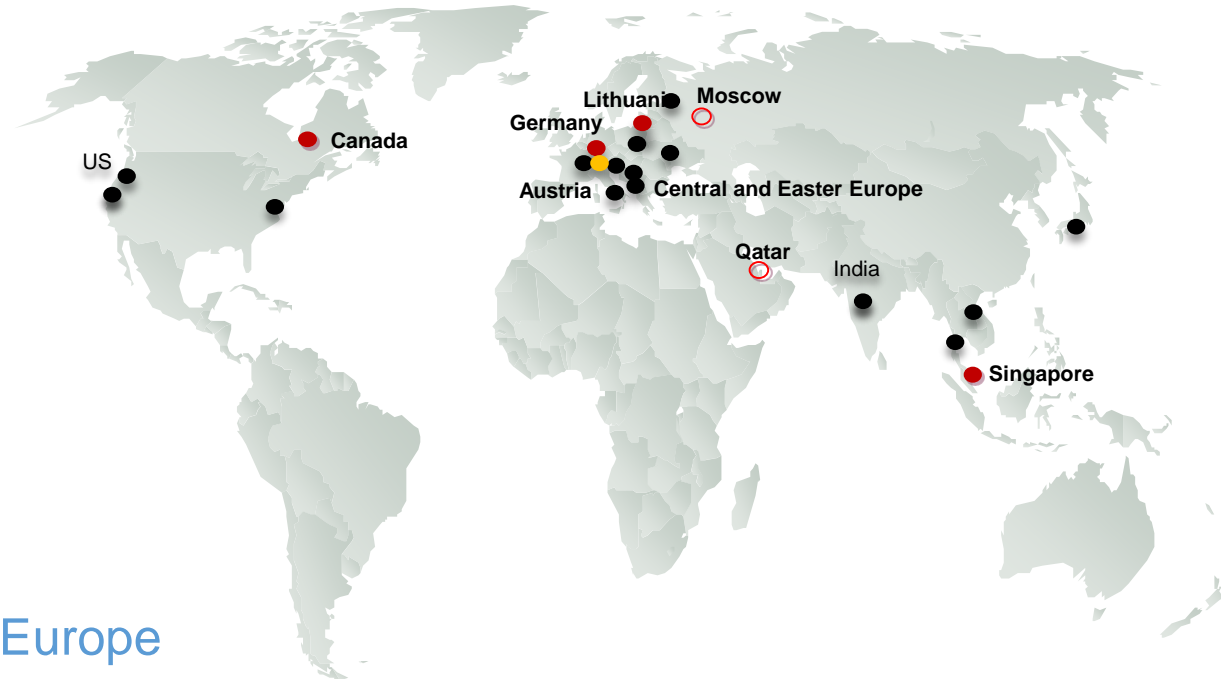 Lithuani
Moscow
Germany
Canada
US
Austria
Central and Easter Europe
Qatar
India
Singapore
Europe